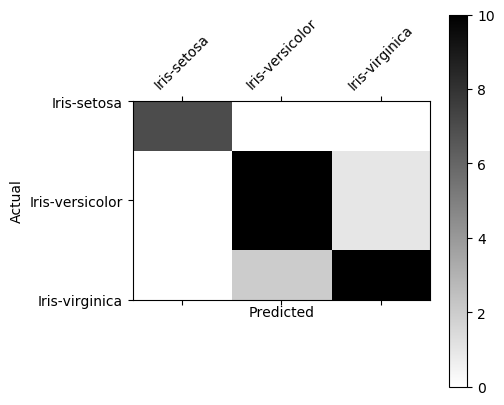 Iris-setosa
Iris-versicolor
Iris-virginica
10
8
6
4
2
0
Actual
Iris-setosa
Iris-versicolor
Iris-virginica
Predicted